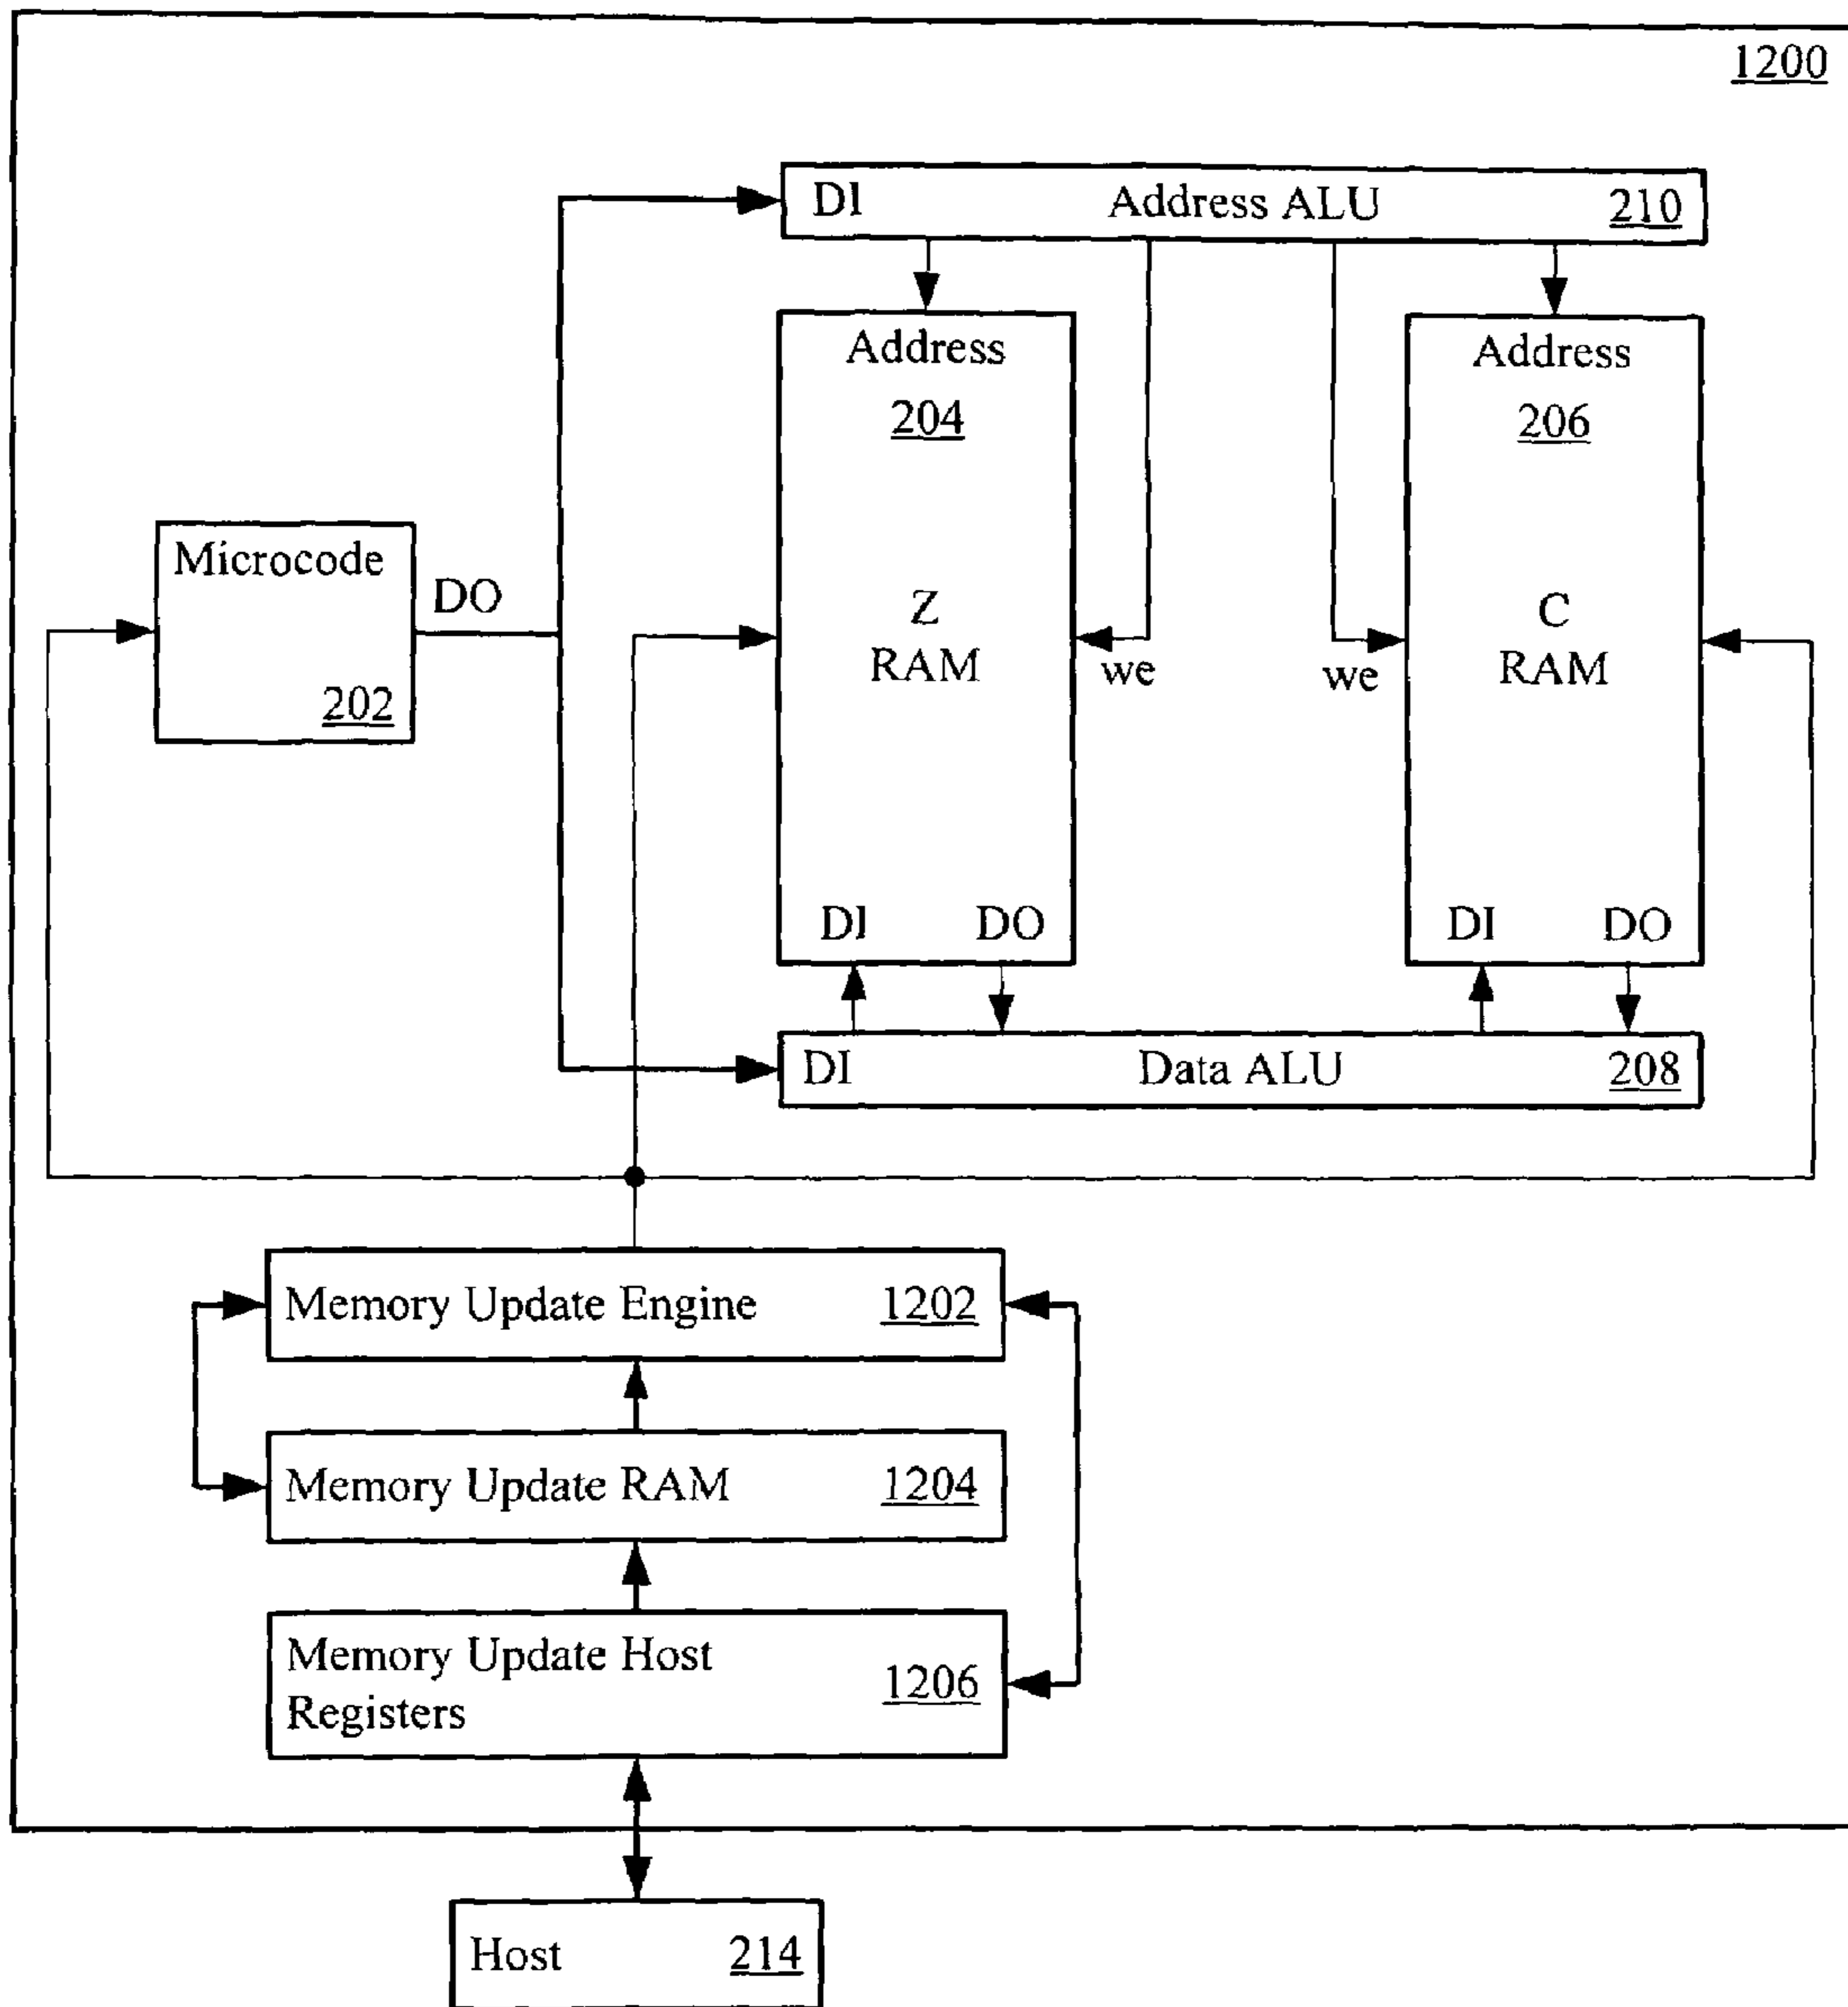 1200
DI Address ALU 210
Address
204
Z
RAM
DI DO
we
Address
206
C
RAM
DI DO
we
Microcode
202
DO
DI Data ALU 208
Memory Update Engine 1202
Memory Update RAM 1204
Memory Update Host
Registers
1206
Host 214